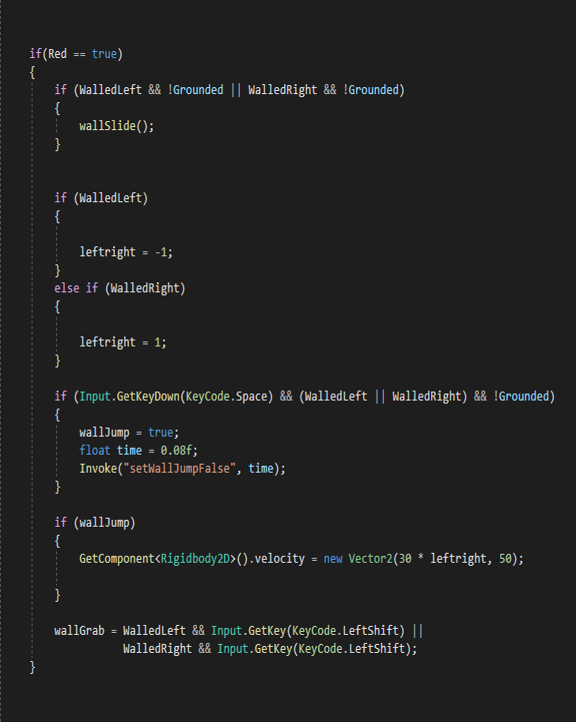 if(Red == true)
{
if (WalledLeft && !Grounded || WalledRight && !Grounded)
{
wallSlide();
}
if (WalledLeft)
{
leftright = -1;
}
else if (WalledRight)
{
leftright = 1;
}
if (Input.GetKeyDown(KeyCode.Space) && (WalledLeft || WalledRight) && !Grounded)
{
wallJump = true;
float time = 0.08f;
Invoke("setWallJumpFalse", time);
}
if (wallJump)
{
GetComponent<Rigidbody2D>().velocity = new Vector2(30 * leftright, 50);
}
wallGrab = WalledLeft && Input.GetKey(KeyCode.LeftShift) ||
WalledRight && Input.GetKey(KeyCode.LeftShift);
}